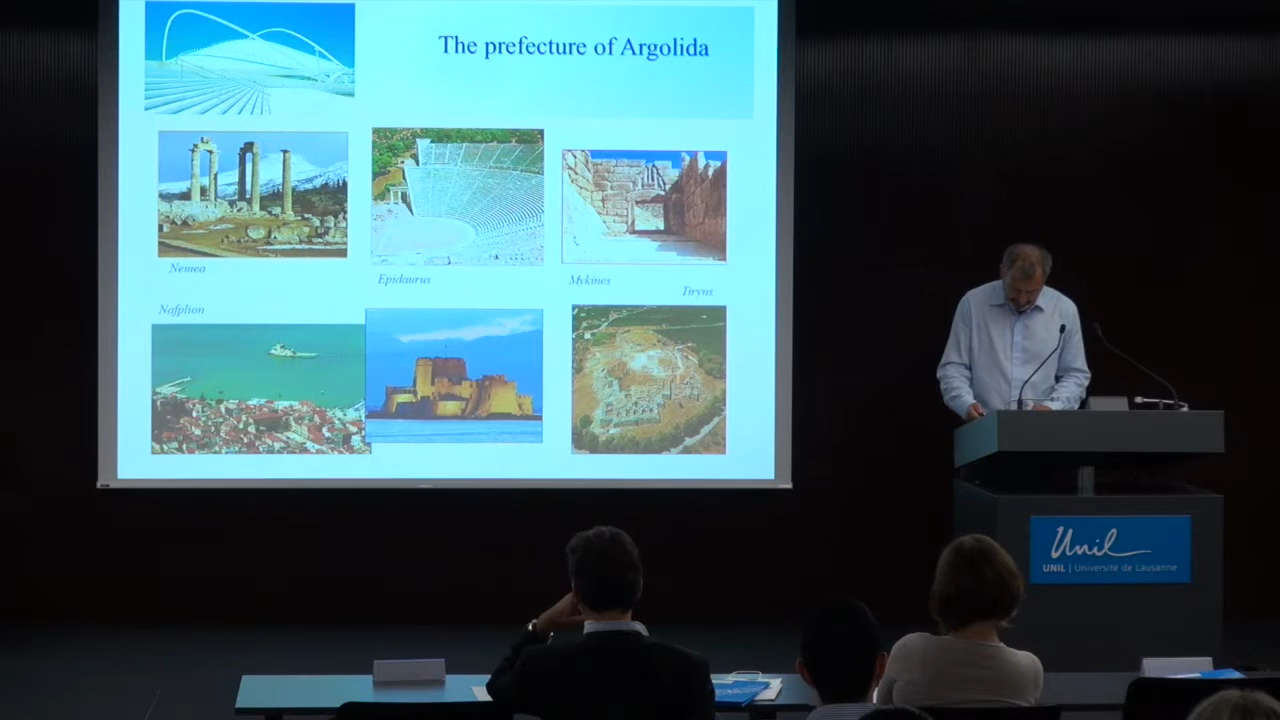 The prefecture of Argolida
Nemea
Epidaurus
Mykines
Tiryns
Nafplion
Unil
UNIL | Université de Lausanne